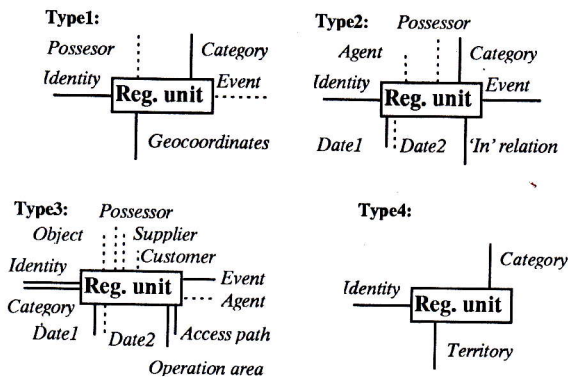 Type1:
Possesor
Category
Identity
Event
Reg. unit
Geocoordinates
Type2:
Possessor
Agent
Category
Identity
Event
Reg. unit
Date1
Date2
'In' relation
Type3:
Possessor
Object
Supplier
Customer
Identity
Event
Reg. unit
Category
Agent
Date1
Date2
Access path
Operation area
Type4:
Category
Identity
Reg. unit
Territory